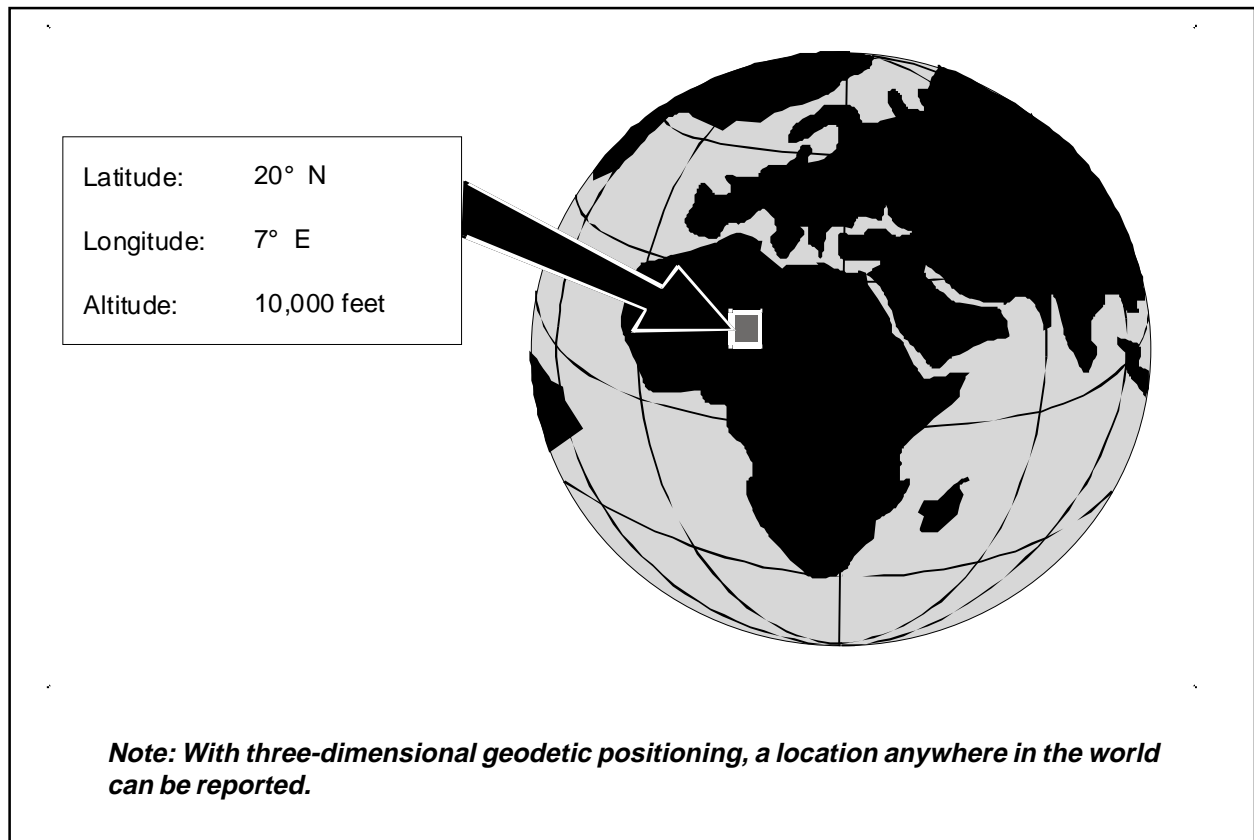 Latitude: 20° N
Longitude: 7° E
Altitude: 10,000 feet
Note: With three-dimensional geodetic positioning, a location anywhere in the world
can be reported.